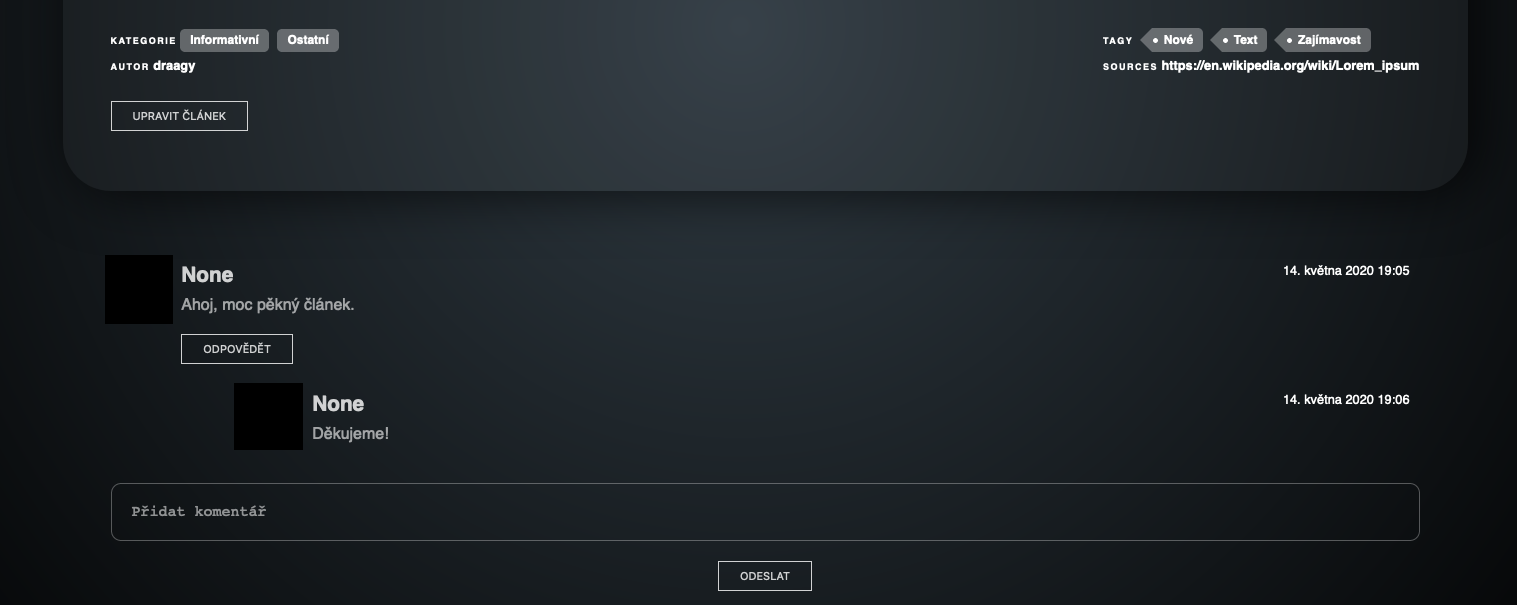 KATEGORIE Informativní Ostatní
TAGY Nové Text Zajímavost
AUTOR draagy
SOURCES https://en.wikipedia.org/wiki/Lorem_ipsum
UPRAVIT ČLÁNEK
None
14. května 2020 19:05
Ahoj, moc pěkný článek.
ODPOVĚDĚT
None
14. května 2020 19:06
Děkujeme!
Přidat komentář
ODESLAT